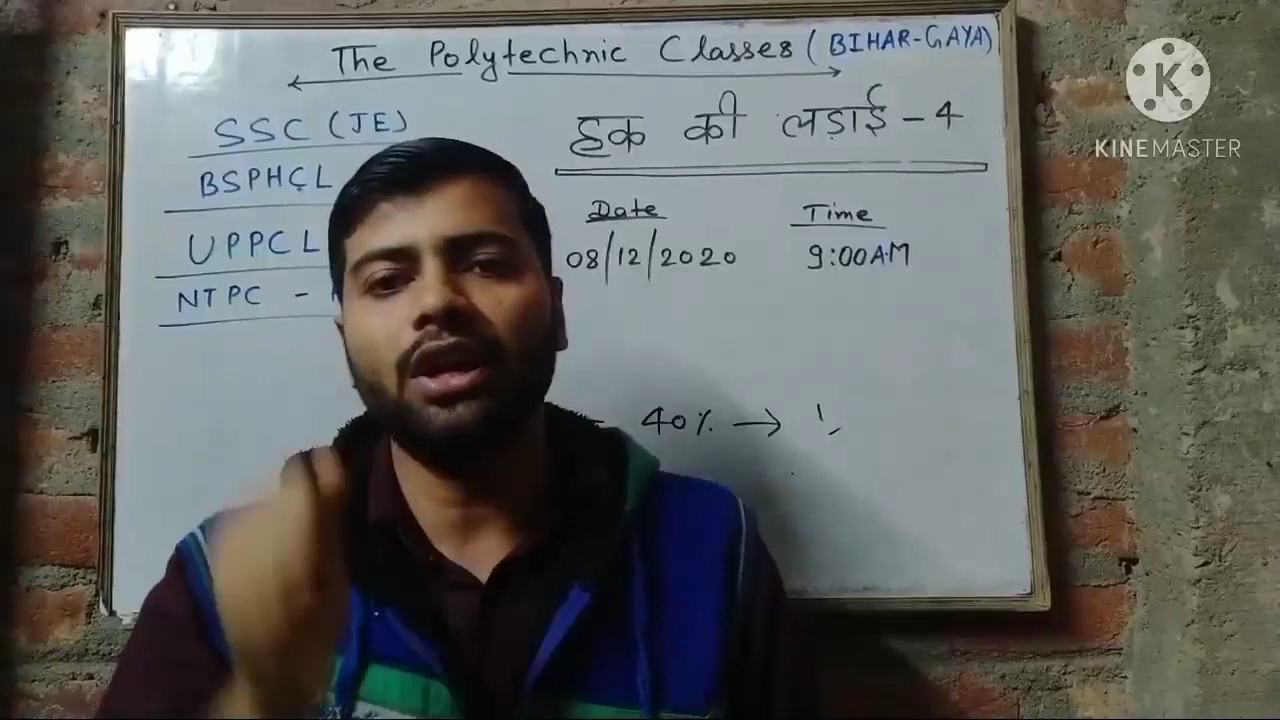 The Polytechnic Classes (BIHAR-GAYA)
SSC (JE)
BSPHCL
UPPCL
NTPC -
हक की लड़ाई - 4
Date
Time
08/12/2020
9:00AM
40% →
K
KINEMASTER